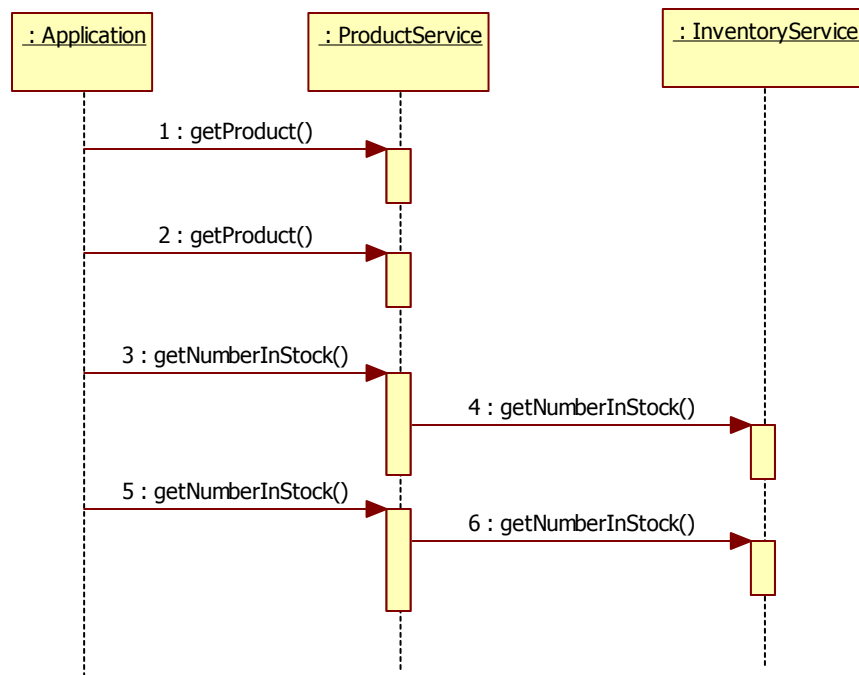 : Application
: ProductService
: InventoryService
1 : getProduct()
2 : getProduct()
3 : getNumberInStock()
4 : getNumberInStock()
5 : getNumberInStock()
6 : getNumberInStock()